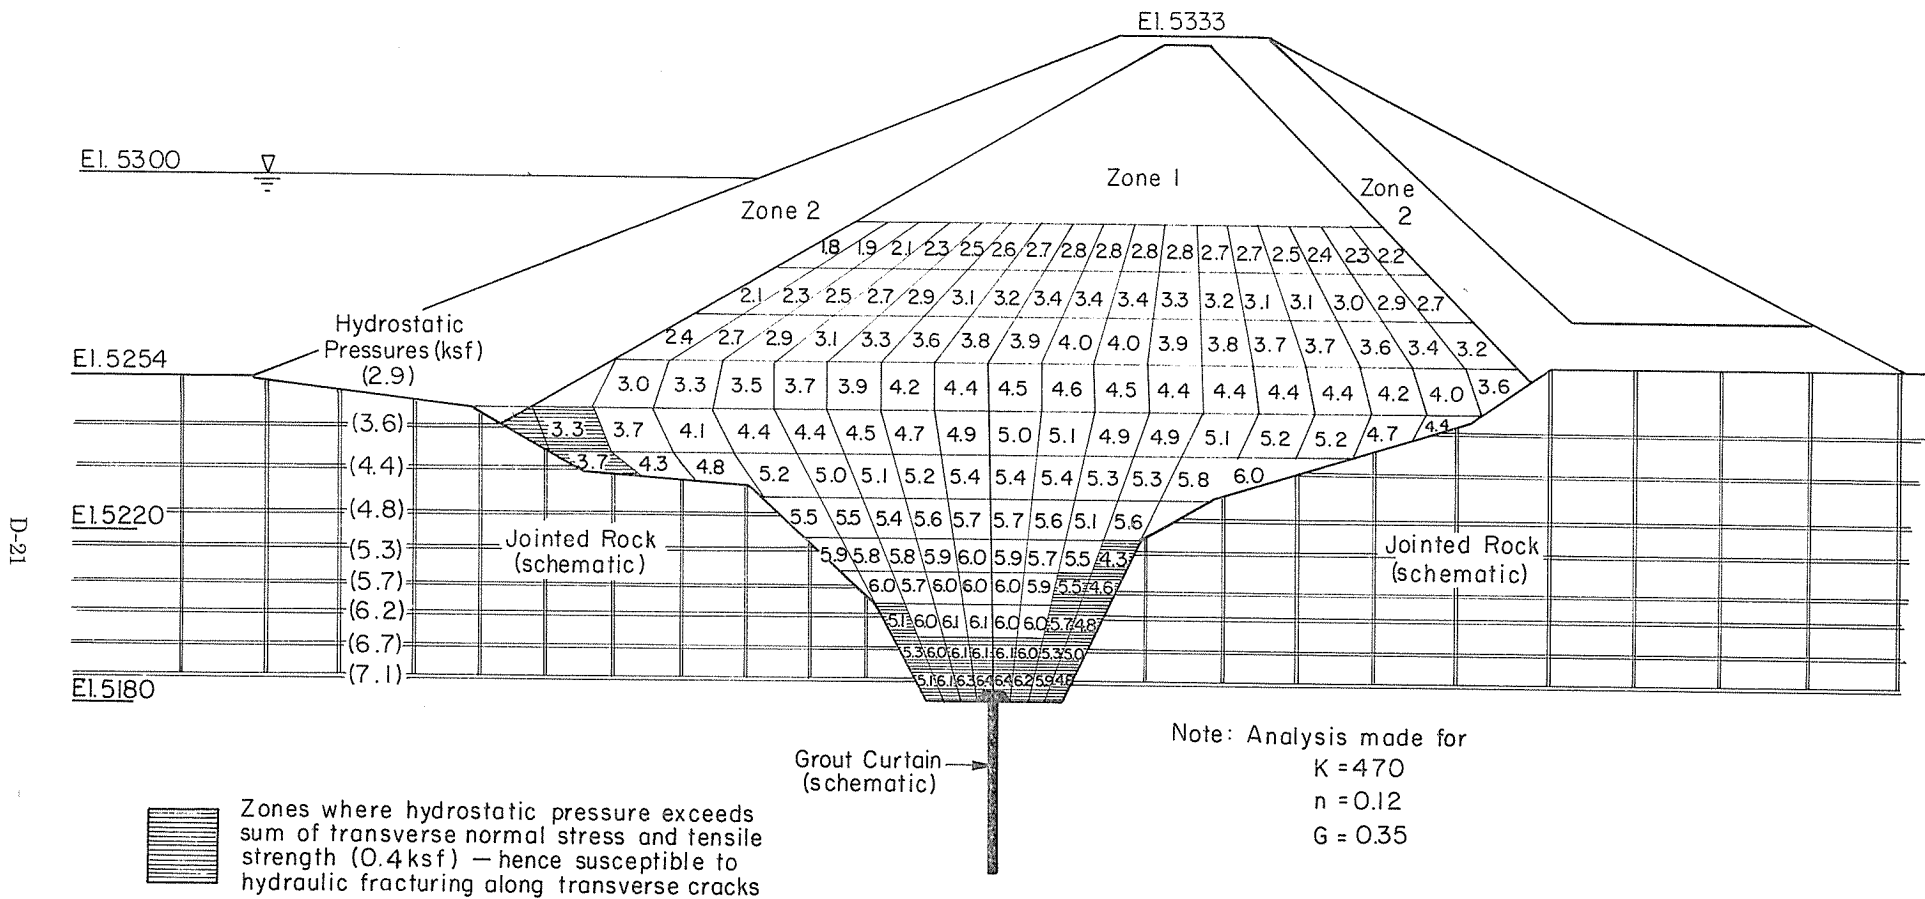 El. 5333
El. 5300
Zone 1
Zone 2
Zone
2
1.8 1.9 2.1 2.3 2.5 2.6 2.7 2.8 2.8 2.8 2.8 2.7 2.7 2.5 2.4 2.3 2.2
2.1 2.3 2.5 2.7 2.9 3.1 3.2 3.4 3.4 3.4 3.3 3.2 3.1 3.1 3.0 2.9 2.7
Hydrostatic
Pressures (ksf)
(2.9)
2.4 2.7 2.9 3.1 3.3 3.6 3.8 3.9 4.0 4.0 3.9 3.8 3.7 3.7 3.6 3.4 3.2
El. 5254
3.0 3.3 3.5 3.7 3.9 4.2 4.4 4.5 4.6 4.5 4.4 4.4 4.4 4.4 4.2 4.0 3.6
(3.6)
3.3 3.7 4.1 4.4 4.4 4.5 4.7 4.9 5.0 5.1 4.9 4.9 5.1 5.2 5.2 4.7 4.4
(4.4)
3.7 4.3 4.8 5.2 5.0 5.1 5.2 5.4 5.4 5.4 5.3 5.3 5.8 6.0
(4.8)
El. 5220
5.5 5.5 5.4 5.6 5.7 5.7 5.6 5.1 5.6
(5.3)
Jointed Rock
(schematic)
5.9 5.8 5.8 5.9 6.0 5.9 5.7 5.5 4.3
Jointed Rock
(schematic)
(5.7)
6.0 5.7 6.0 6.0 6.0 5.9 5.5 4.6
(6.2)
5.1 6.0 6.1 6.1 6.0 6.0 5.7 4.8
(6.7)
5.3 6.0 6.1 6.1 6.1 6.0 5.3 5.0
(7.1)
5.1 6.1 6.3 6.4 6.4 6.2 5.9 4.8
El. 5180
Grout Curtain
(schematic)
Note: Analysis made for
K = 470
n = 0.12
G = 0.35
Zones where hydrostatic pressure exceeds
sum of transverse normal stress and tensile
strength (0.4 ksf) — hence susceptible to
hydraulic fracturing along transverse cracks
D-21